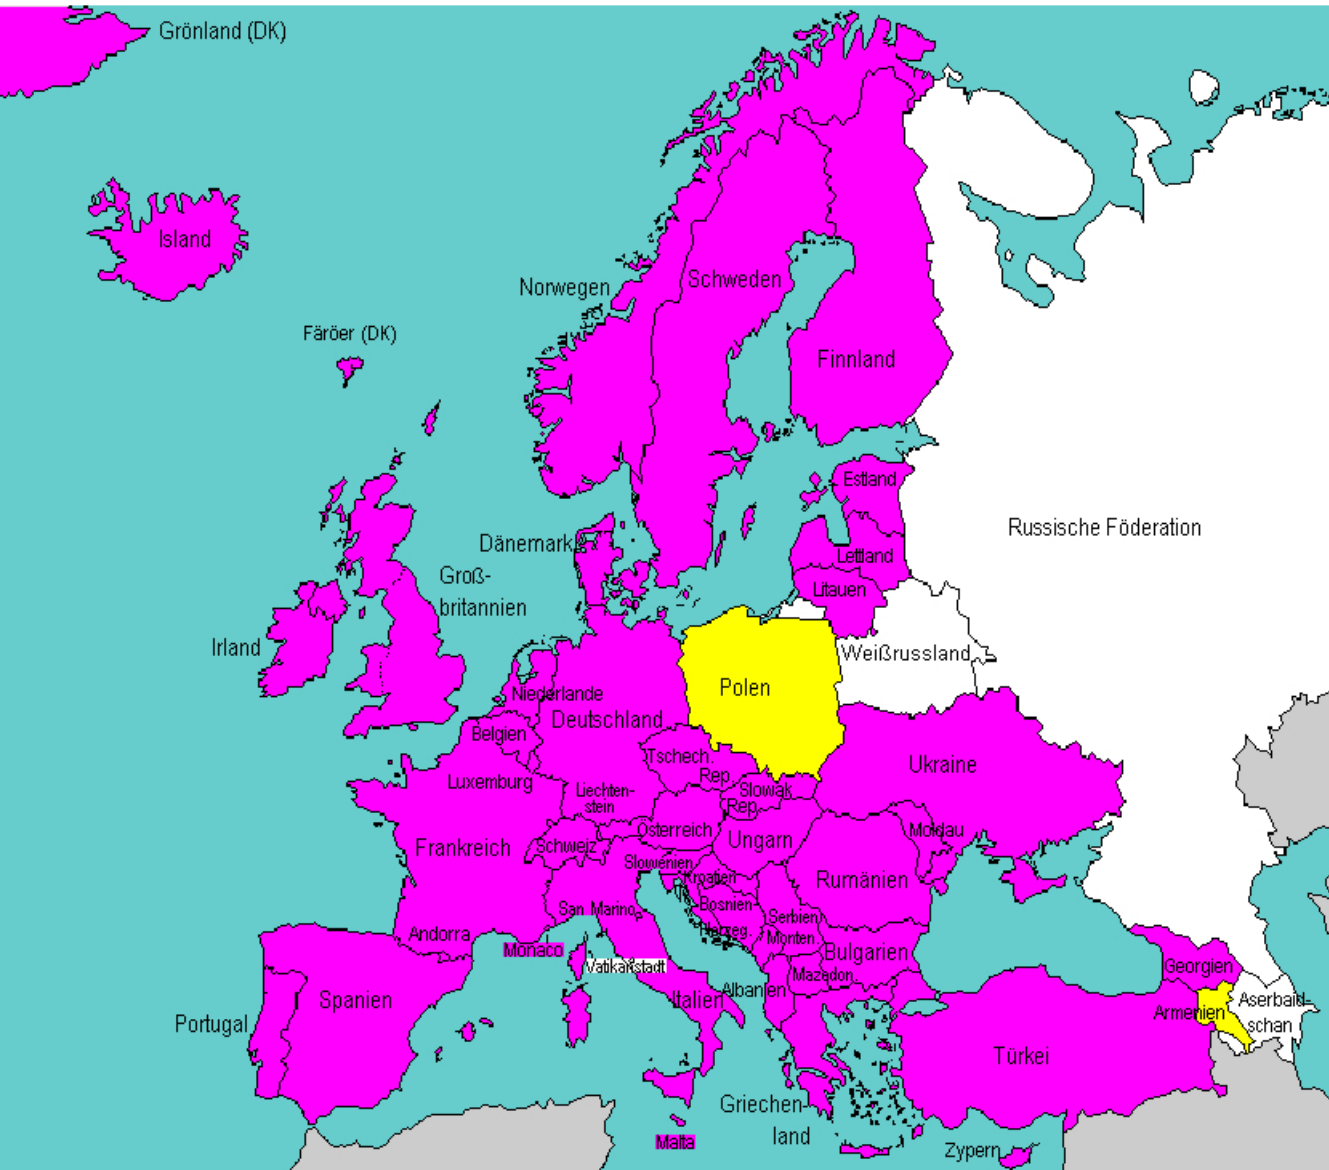 Grönland (DK)
Island
Norwegen
Schweden
Färöer (DK)
Finnland
Estland
Russische Föderation
Dänemark
Lettland
Groß-
britannien
Litauen
Irland
Weißrussland
Polen
Niederlande
Deutschland
Belgien
Tschech.
Rep.
Ukraine
Luxemburg
Liechten-
stein
Slowak.
Rep.
Österreich
Moldau
Ungarn
Frankreich
Schweiz
Slowenien
Kroatien
Rumänien
Bosnien-
Herzeg.
San Marino
Serbien
Monten.
Andorra
Monaco
Bulgarien
Vatikanstadt
Georgien
Mazedon.
Albanien
Spanien
Italien
Armenien
Aserbaid-
schan
Portugal
Türkei
Griechen-
land
Malta
Zypern